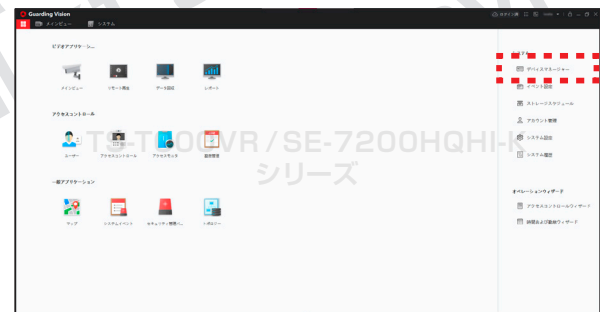 Guarding Vision
メインビュー
システム
ビデオアプリケーシ...
システム
メインビュー
リモート再生
データ回収
レポート
デバイスマネージャー
イベント設定
ストレージスケジュール
アカウント管理
システム設定
システム履歴
アクセスコントロール
ユーザー
アクセスコントロール
アクセスモニタ
勤怠管理
TS-T500VR / SE-7200HQHI-K
シリーズ
一般アプリケーション
マップ
システムイベント
セキュリティ管理パ...
トポロジー
オペレーションウィザード
アクセスコントロールウィザード
時間および勤続ウィザード